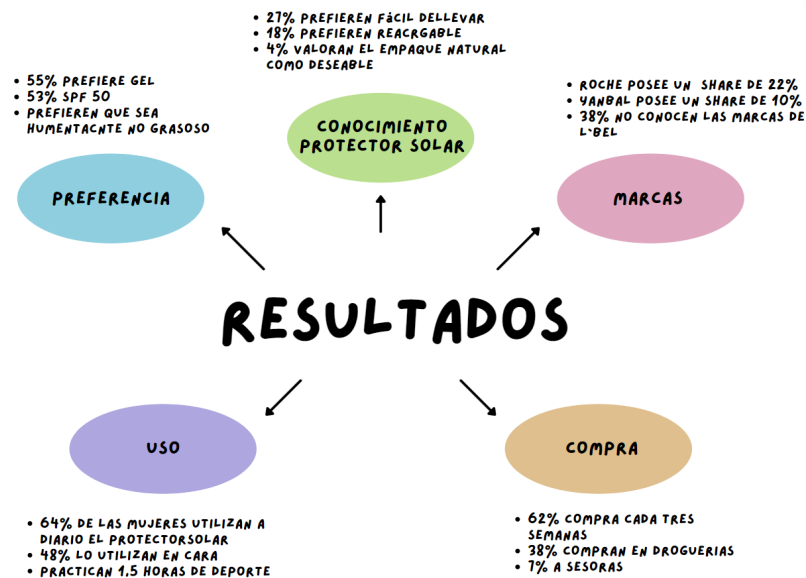 • 27% PREFIEREN FáCIL DELLEVAR
• 18% PREFIEREN REACRGABLE
• 4% VALORAN EL EMPAQUE NATURAL
COMO DESEABLE
• 55% PREFIERE GEL
• 53% SPF 50
• PREFIEREN QUE SEA
HUMENTACNTE NO GRASOSO
• ROCHE POSEE UN SHARE DE 22%
• YANBAL POSEE UN SHARE DE 10%
• 38% NO CONOCEN LAS MARCAS DE
L`BEL
CONOCIMIENTO
PROTECTOR SOLAR
PREFERENCIA
MARCAS
RESULTADOS
USO
COMPRA
• 64% DE LAS MUJERES UTILIZAN A
DIARIO EL PROTECTORSOLAR
• 48% LO UTILIZAN EN CARA
• PRACTICAN 1,5 HORAS DE DEPORTE
• 62% COMPRA CADA TRES
SEMANAS
• 38% COMPRAN EN DROGUERIAS
• 7% A SESORAS